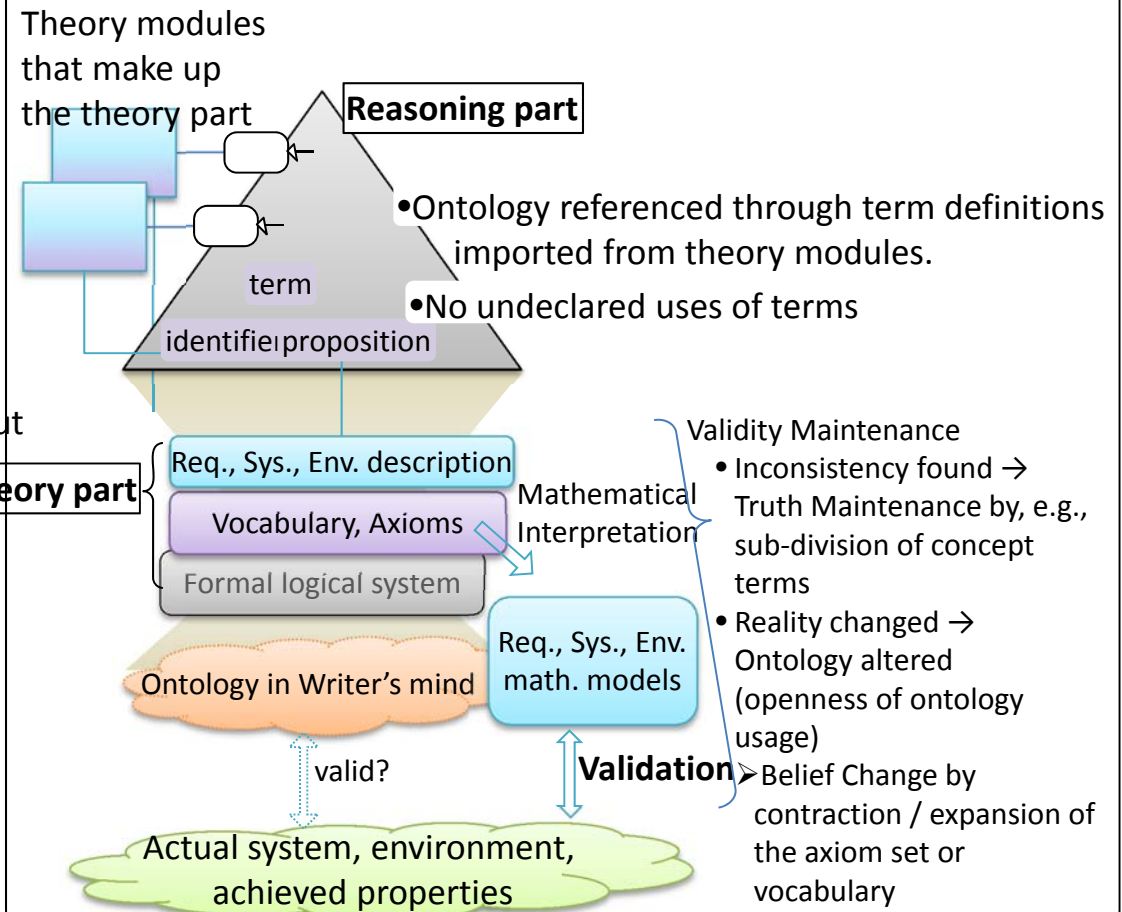 Theory modules
that make up
the theory part
Reasoning part
•Ontology referenced through term definitions
imported from theory modules.
•No undeclared uses of terms
term
identifie proposition
ut
eory part
Req., Sys., Env. description
Vocabulary, Axioms
Formal logical system
Mathematical
Interpretation
Req., Sys., Env.
math. models
Ontology in Writer’s mind
valid?
Validation
Actual system, environment,
achieved properties
Validity Maintenance
• Inconsistency found →
Truth Maintenance by, e.g.,
sub-division of concept
terms
• Reality changed →
Ontology altered
(openness of ontology
usage)
➢Belief Change by
contraction / expansion of
the axiom set or
vocabulary